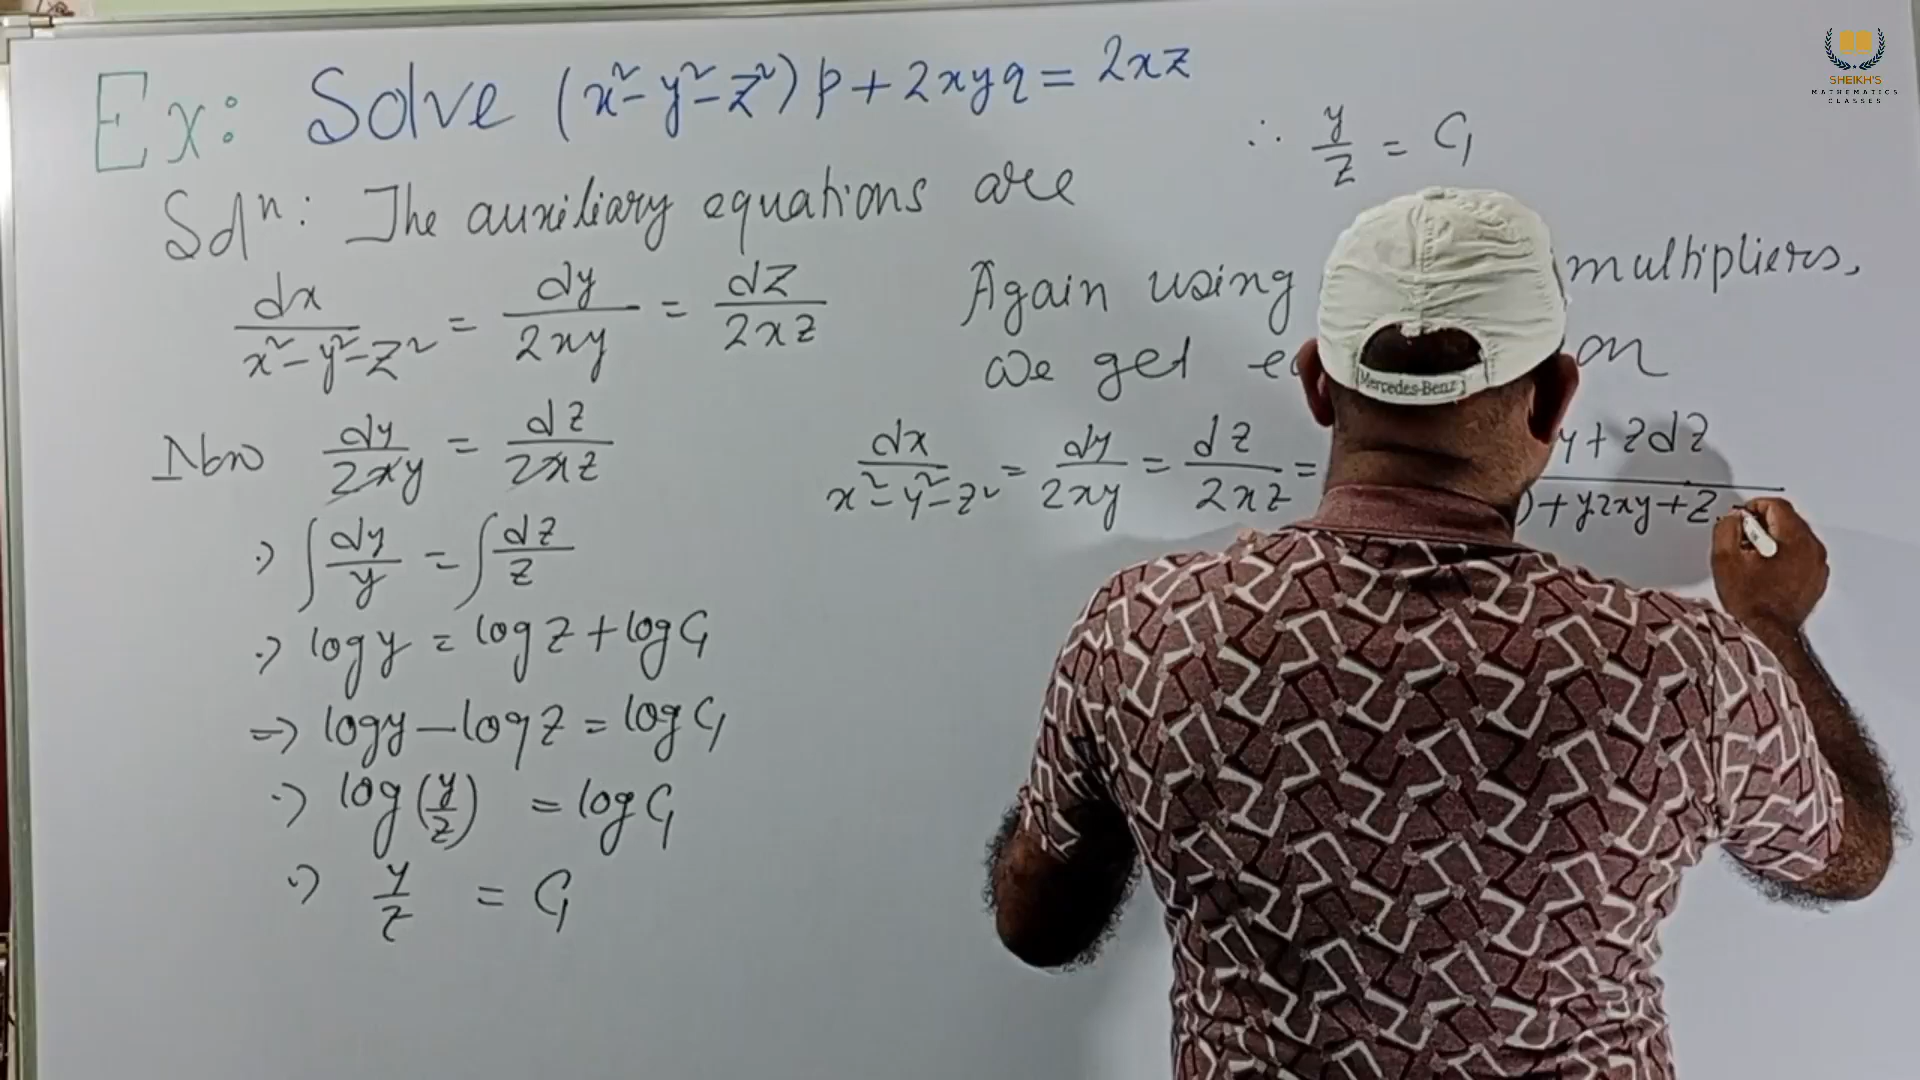 Ex: Solve (x²-y²-z²)p+2xyq=2xz
Solⁿ: The auxiliary equations are
dx/(x²-y²-z²) = dy/2xy = dz/2xz
Now dy/2xy = dz/2xz
⇒ ∫dy/y = ∫dz/z
⇒ log y = log z + log C₁
⇒ log y - log z = log C₁
⇒ log(y/z) = log C₁
⇒ y/z = C₁
∴ y/z = C₁
Again using multipliers,
we get
dx/(x²-y²-z²) = dy/2xy = dz/2xz =
y+zdz
)+y2xy+z.
SHEIKH'S
MATHEMATICS
CLASSES
Mercedes-Benz